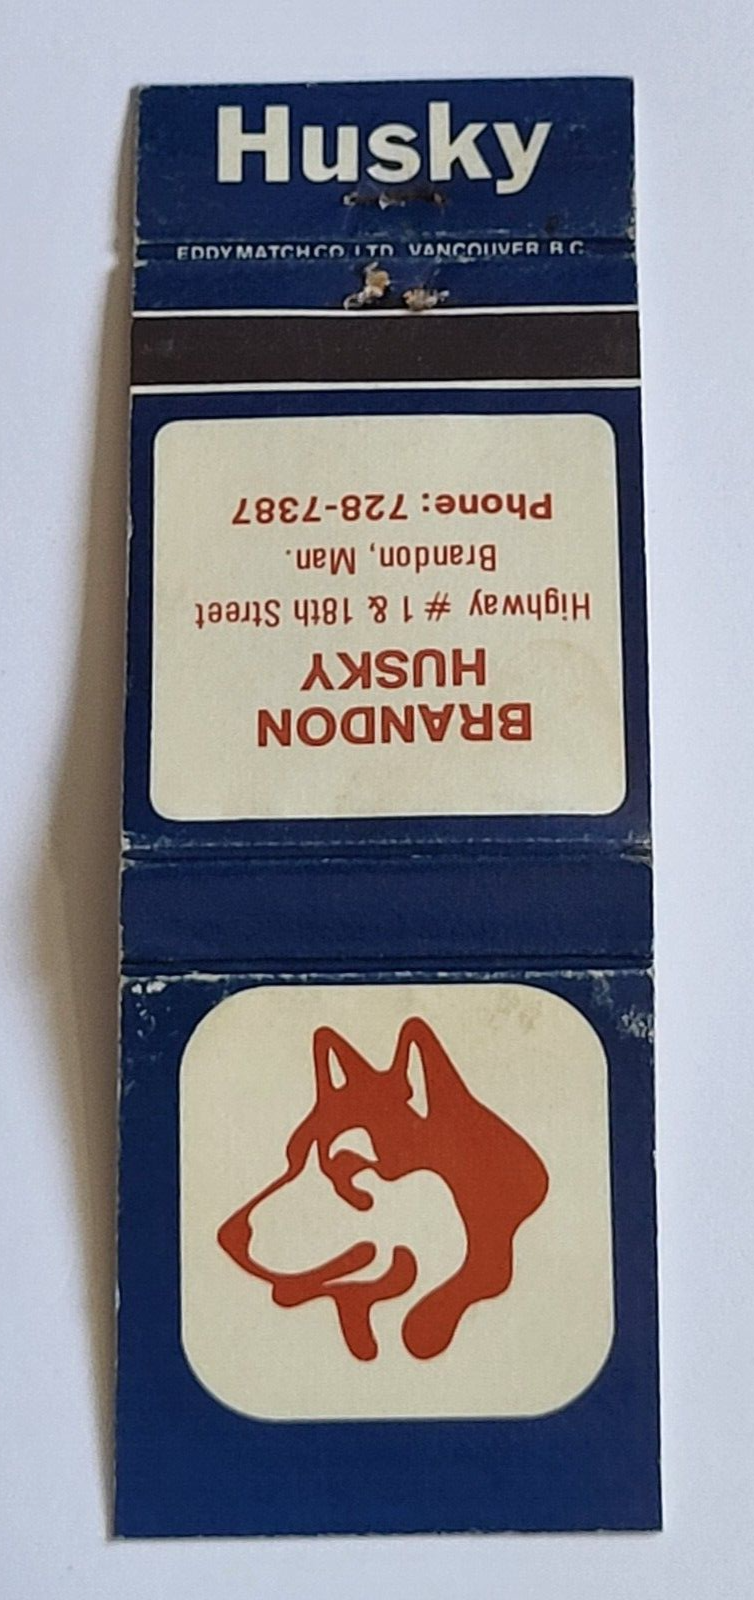 Husky
EDDY MATCH CO. LTD. VANCOUVER B.C.
BRANDON
HUSKY
Highway # 1 & 18th Street
Brandon, Man.
Phone: 728-7387